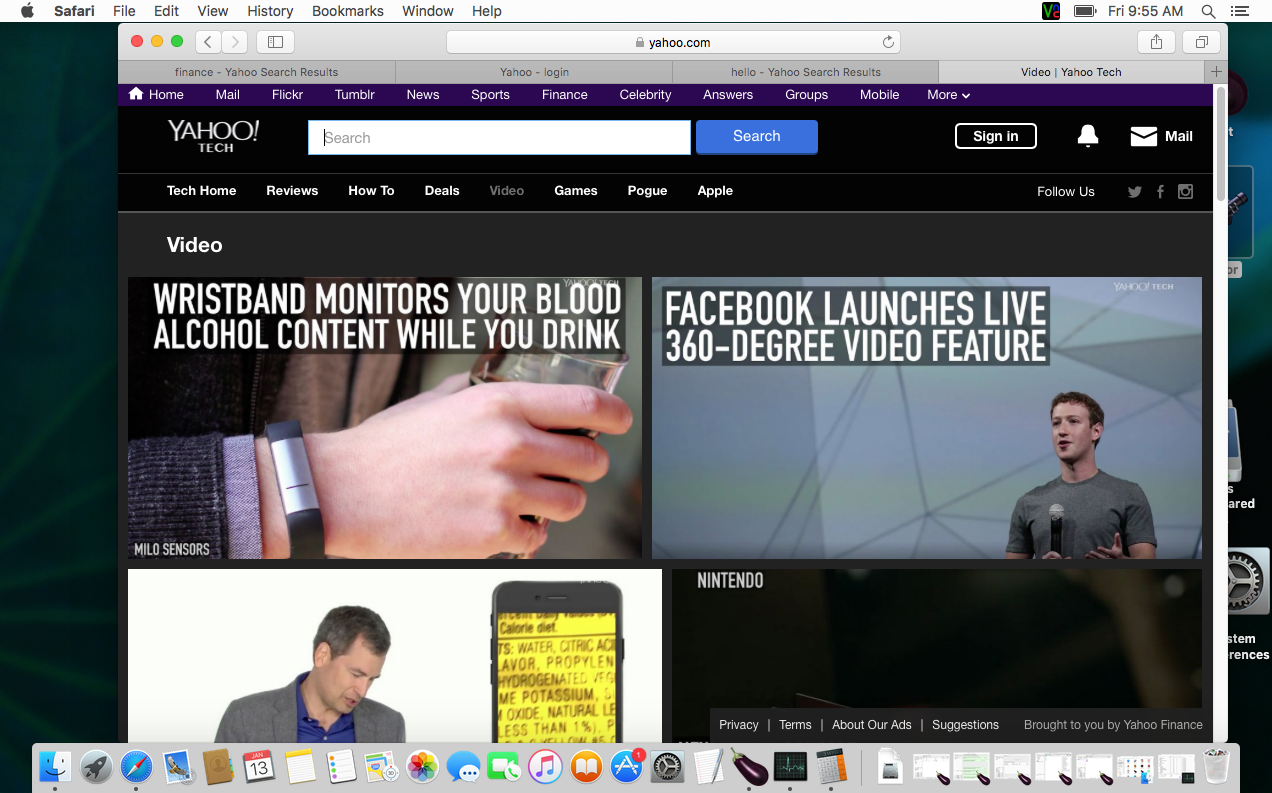 Safari File Edit View History Bookmarks Window Help
Fri 9:55 AM
yahoo.com
finance - Yahoo Search Results
Yahoo - login
hello - Yahoo Search Results
Video | Yahoo Tech
Home Mail Flickr Tumblr News Sports Finance Celebrity Answers Groups Mobile More
YAHOO!
TECH
Search
Search
Sign in
Mail
Tech Home Reviews How To Deals Video Games Pogue Apple
Follow Us
Video
YAHOO! TECH
WRISTBAND MONITORS YOUR BLOOD
ALCOHOL CONTENT WHILE YOU DRINK
MILO SENSORS
YAHOO! TECH
FACEBOOK LAUNCHES LIVE
360-DEGREE VIDEO FEATURE
Calorie diet.
TS: WATER, CITRIC ACI
AVOR, PROPYLEN
HYDROGENATED VEG
ME POTASSIUM, S
M OXIDE, NATURAL LE
LESS THAN 1%), P
NINTENDO
Privacy | Terms | About Our Ads | Suggestions Brought to you by Yahoo Finance
or
ared
stem
rences
JAN
13
1